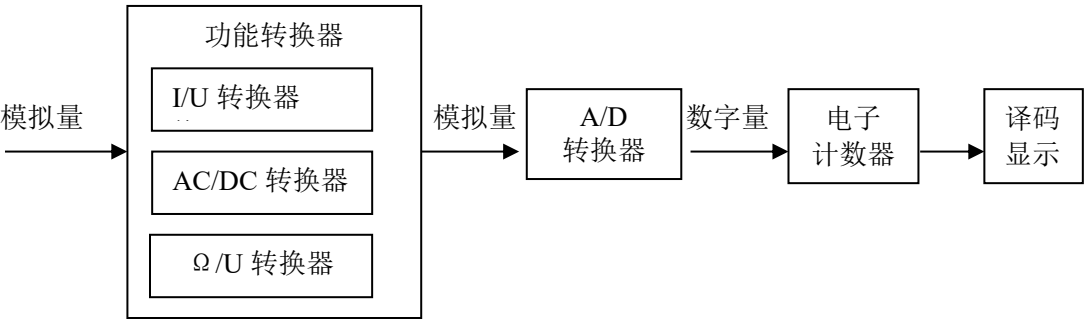 功能转换器
模拟量
I/U 转换器
AC/DC 转换器
Ω/U 转换器
模拟量
A/D
转换器
数字量
电子
计数器
译码
显示